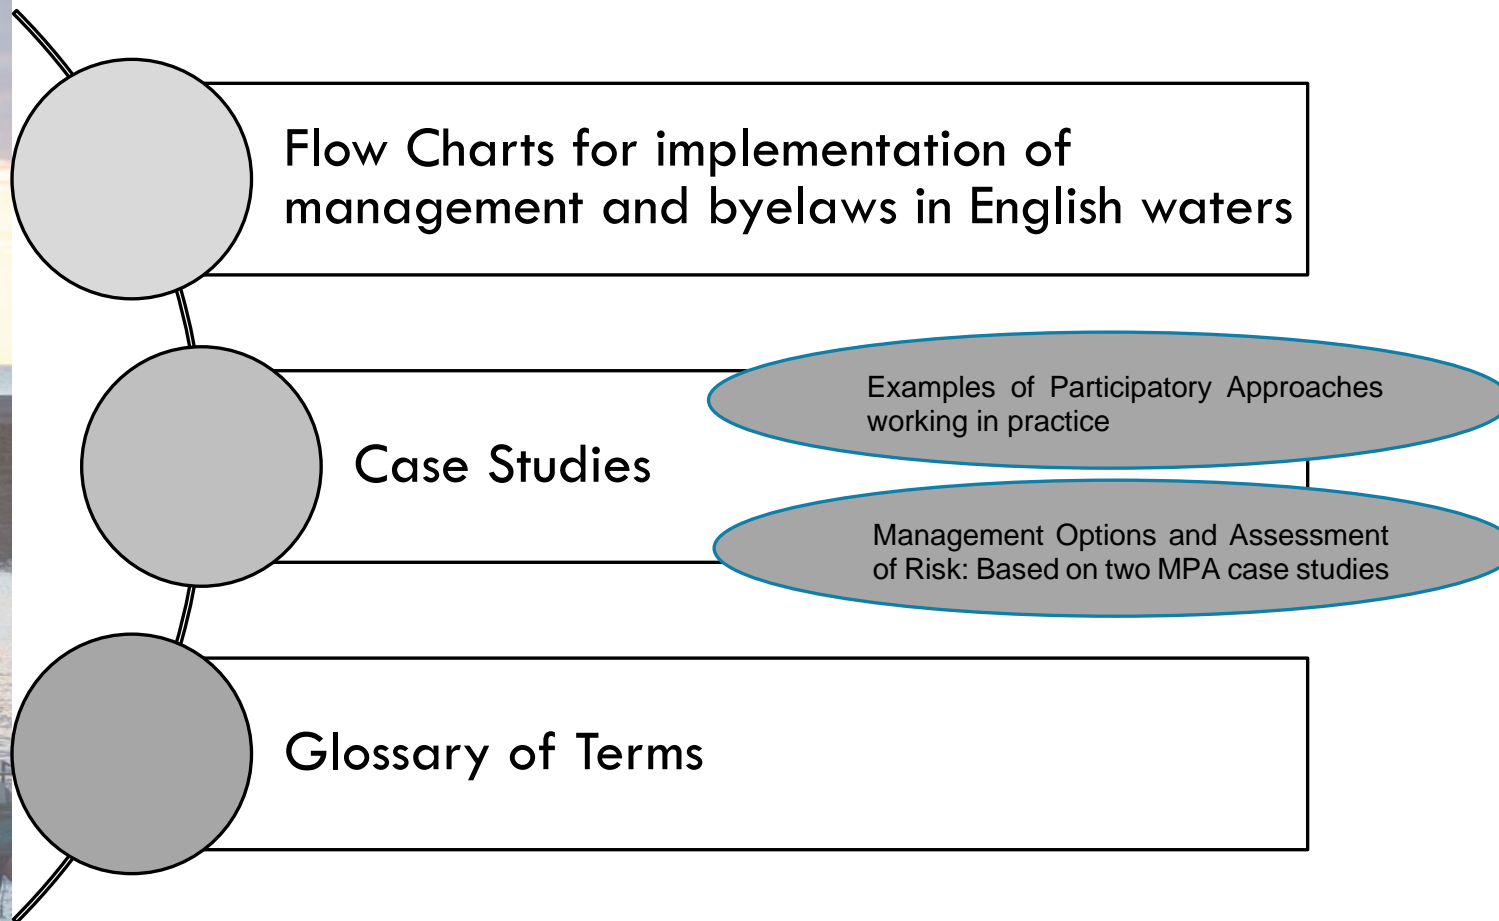 Flow Charts for implementation of
management and byelaws in English waters
Case Studies
Examples of Participatory Approaches
working in practice
Management Options and Assessment
of Risk: Based on two MPA case studies
Glossary of Terms